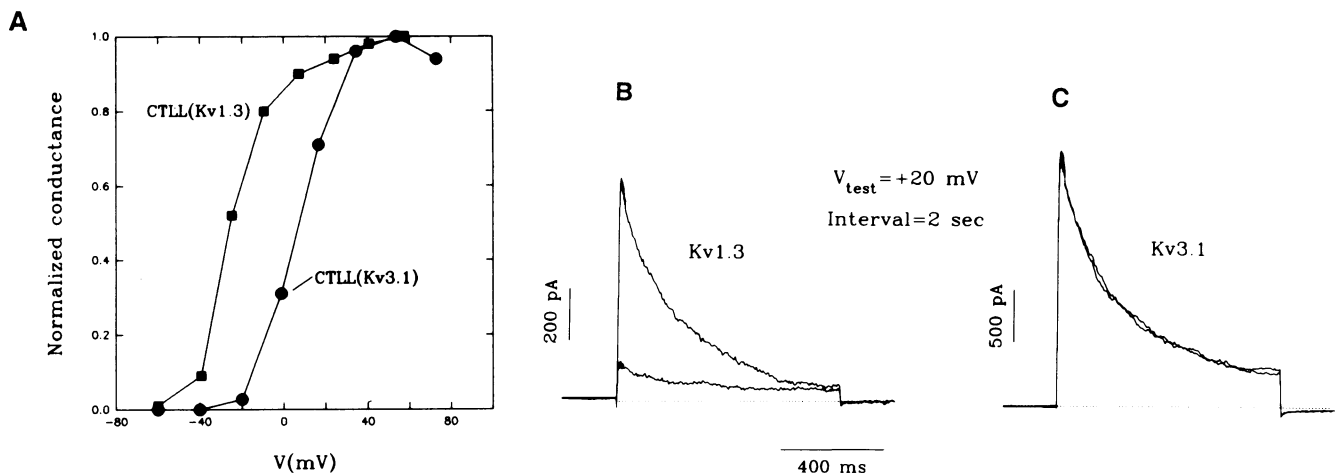 A
Normalized conductance
1.0
0.8
0.6
0.4
0.2
0.0
CTLL(Kv1.3)
CTLL(Kv3.1)
-80
-40
0
40
80
V(mV)
B
Kv1.3
200 pA
V_test = +20 mV
Interval=2 sec
400 ms
C
Kv3.1
500 pA